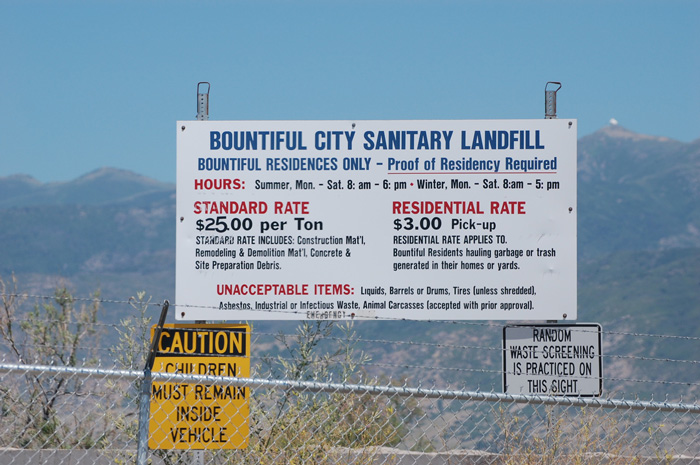 BOUNTIFUL CITY SANITARY LANDFILL
BOUNTIFUL RESIDENCES ONLY - Proof of Residency Required
HOURS: Summer, Mon. - Sat. 8: am - 6: pm • Winter, Mon. - Sat. 8:am - 5: pm
STANDARD RATE
$25.00 per Ton
STANDARD RATE INCLUDES: Construction Mat'l,
Remodeling & Demolition Mat'l, Concrete &
Site Preparation Debris.
RESIDENTIAL RATE
$3.00 Pick-up
RESIDENTIAL RATE APPLIES TO.
Bountiful Residents hauling garbage or trash
generated in their homes or yards.
UNACCEPTABLE ITEMS: Liquids, Barrels or Drums, Tires (unless shredded),
Asbestos, Industrial or Infectious Waste, Animal Carcasses (accepted with prior approval).
EMERGENCY
CAUTION
CHILDREN
MUST REMAIN
INSIDE
VEHICLE
RANDOM
WASTE SCREENING
IS PRACTICED ON
THIS SIGHT